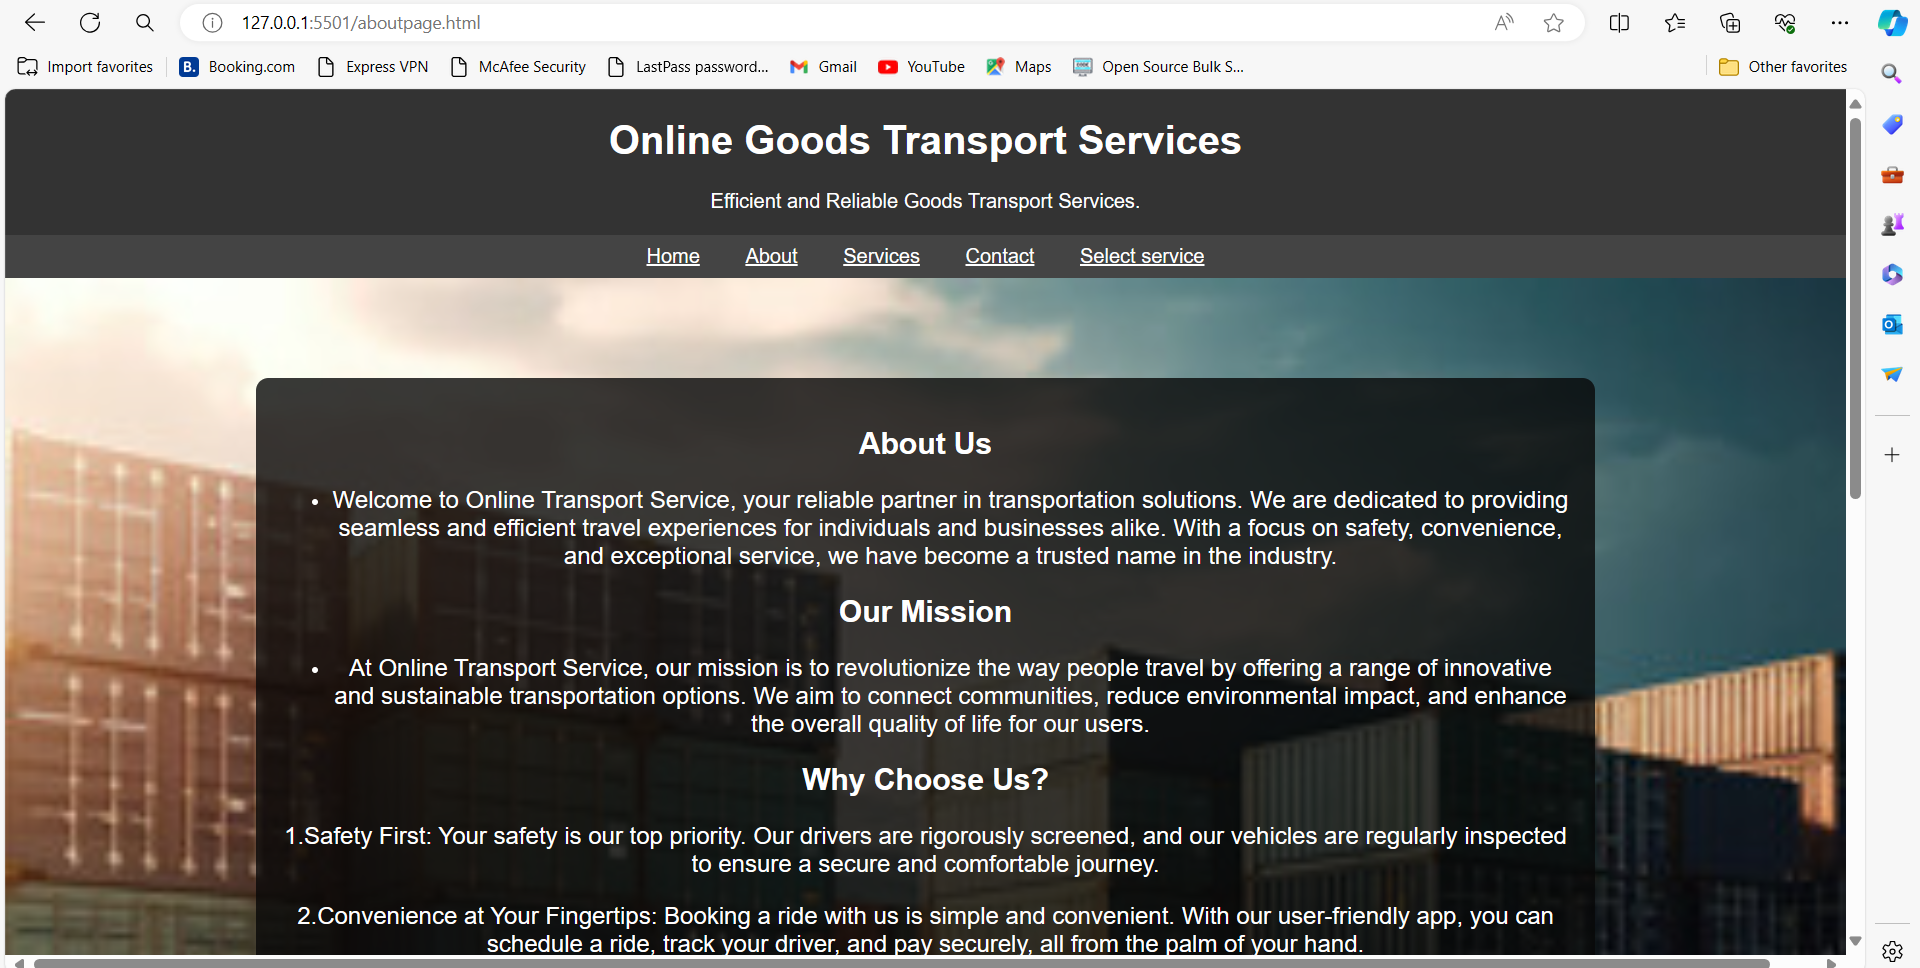 127.0.0.1:5501/aboutpage.html
Import favorites Booking.com Express VPN McAfee Security LastPass password... Gmail YouTube Maps Open Source Bulk S... Other favorites
Online Goods Transport Services
Efficient and Reliable Goods Transport Services.
Home About Services Contact Select service
About Us
• Welcome to Online Transport Service, your reliable partner in transportation solutions. We are dedicated to providing
seamless and efficient travel experiences for individuals and businesses alike. With a focus on safety, convenience,
and exceptional service, we have become a trusted name in the industry.
Our Mission
• At Online Transport Service, our mission is to revolutionize the way people travel by offering a range of innovative
and sustainable transportation options. We aim to connect communities, reduce environmental impact, and enhance
the overall quality of life for our users.
Why Choose Us?
1.Safety First: Your safety is our top priority. Our drivers are rigorously screened, and our vehicles are regularly inspected
to ensure a secure and comfortable journey.
2.Convenience at Your Fingertips: Booking a ride with us is simple and convenient. With our user-friendly app, you can
schedule a ride, track your driver, and pay securely, all from the palm of your hand.